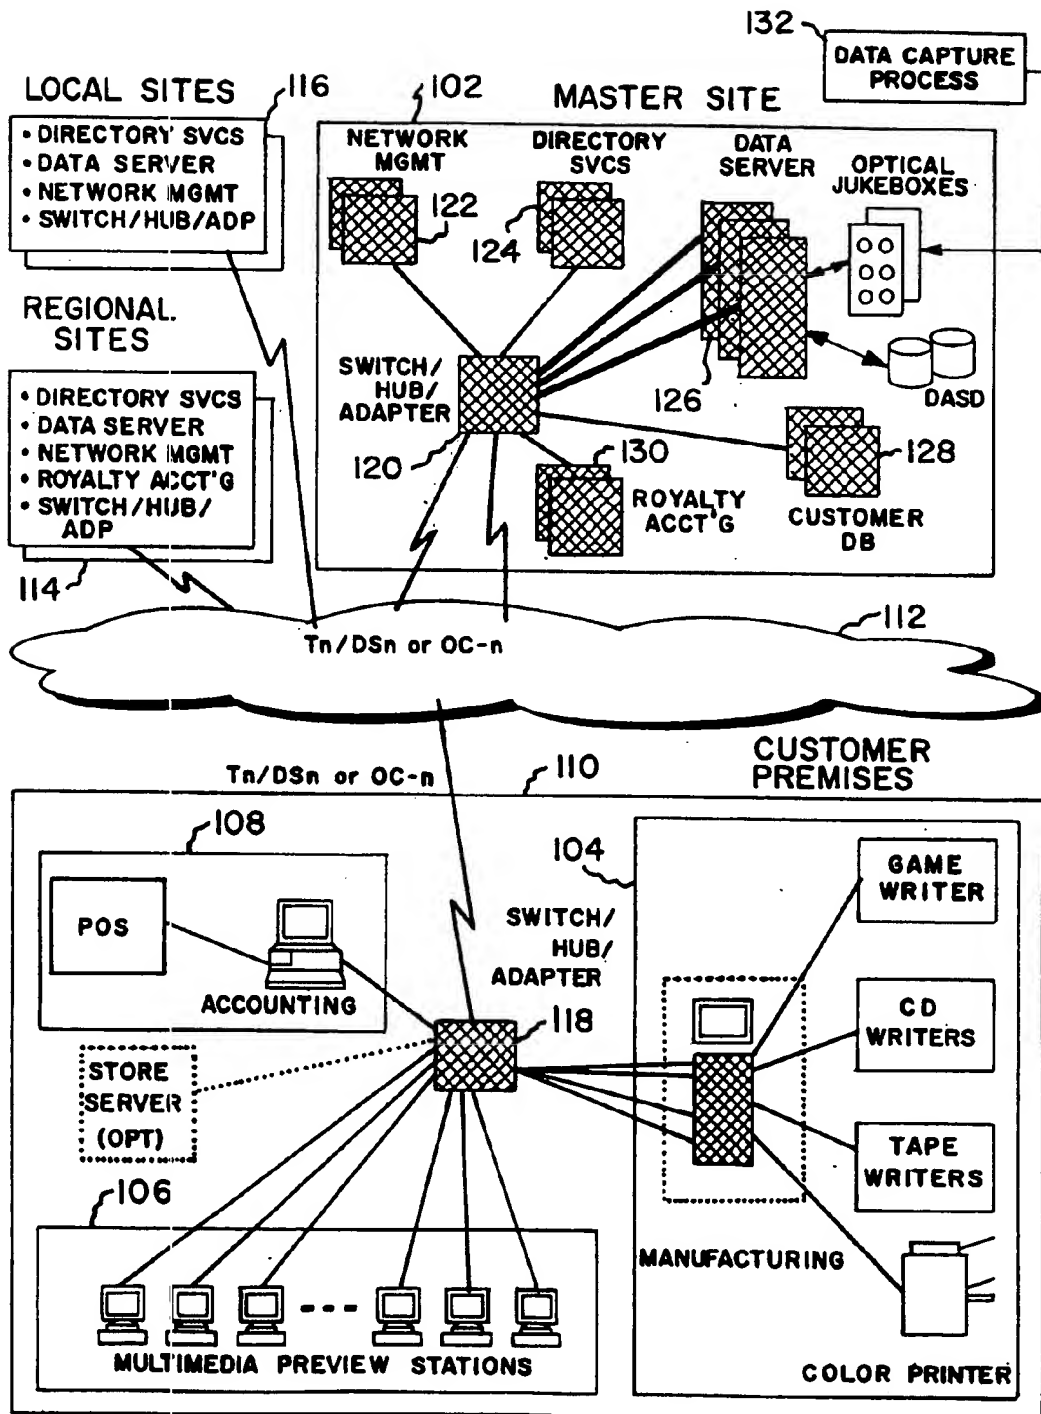 132
DATA CAPTURE
PROCESS
LOCAL SITES
116
• DIRECTORY SVCS
• DATA SERVER
• NETWORK MGMT
• SWITCH/HUB/ADP
102
MASTER SITE
NETWORK
MGMT
122
DIRECTORY
SVCS
124
DATA
SERVER
OPTICAL
JUKEBOXES
REGIONAL
SITES
• DIRECTORY SVCS
• DATA SERVER
• NETWORK MGMT
• ROYALTY ACCT'G
• SWITCH/HUB/
ADP
114
SWITCH/
HUB/
ADAPTER
120
126
DASD
128
CUSTOMER
DB
130
ROYALTY
ACCT'G
112
Tn/DSn or OC-n
CUSTOMER
PREMISES
Tn/DSn or OC-n
110
108
POS
ACCOUNTING
SWITCH/
HUB/
ADAPTER
118
STORE
SERVER
(OPT)
106
MULTIMEDIA PREVIEW STATIONS
104
GAME
WRITER
CD
WRITERS
TAPE
WRITERS
MANUFACTURING
COLOR PRINTER